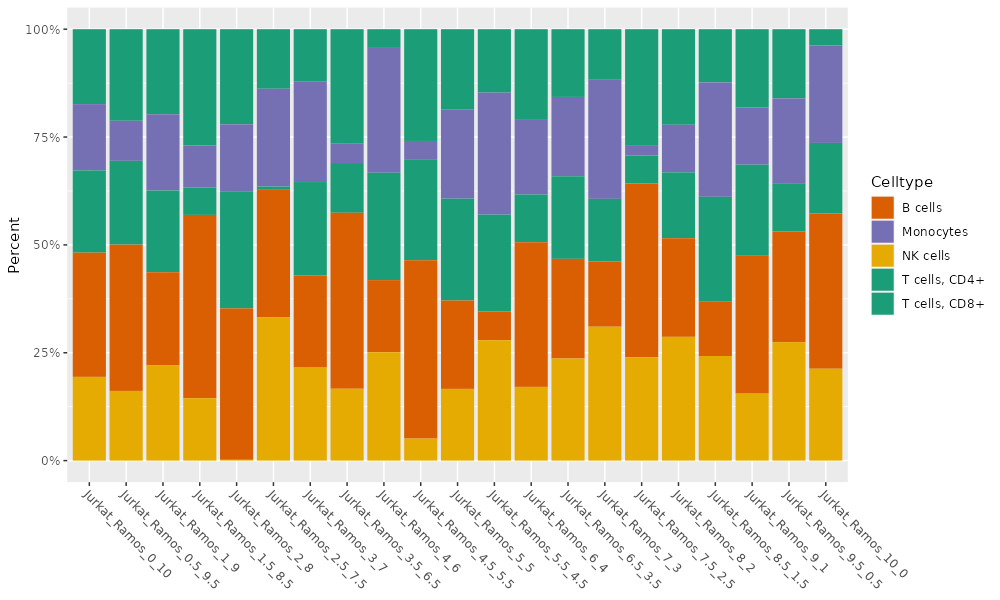 100%
75%
50%
25%
0%
Percent
Jurkat_Ramos_0_10
Jurkat_Ramos_0.5_9.5
Jurkat_Ramos_1_9
Jurkat_Ramos_1.5_8.5
Jurkat_Ramos_2_8
Jurkat_Ramos_2.5_7.5
Jurkat_Ramos_3_7
Jurkat_Ramos_3.5_6.5
Jurkat_Ramos_4_6
Jurkat_Ramos_4.5_5.5
Jurkat_Ramos_5_5
Jurkat_Ramos_5.5_4.5
Jurkat_Ramos_6_4
Jurkat_Ramos_6.5_3.5
Jurkat_Ramos_7_3
Jurkat_Ramos_7.5_2.5
Jurkat_Ramos_8_2
Jurkat_Ramos_8.5_1.5
Jurkat_Ramos_9_1
Jurkat_Ramos_9.5_0.5
Jurkat_Ramos_10_0
Celltype
B cells
Monocytes
NK cells
T cells, CD4+
T cells, CD8+